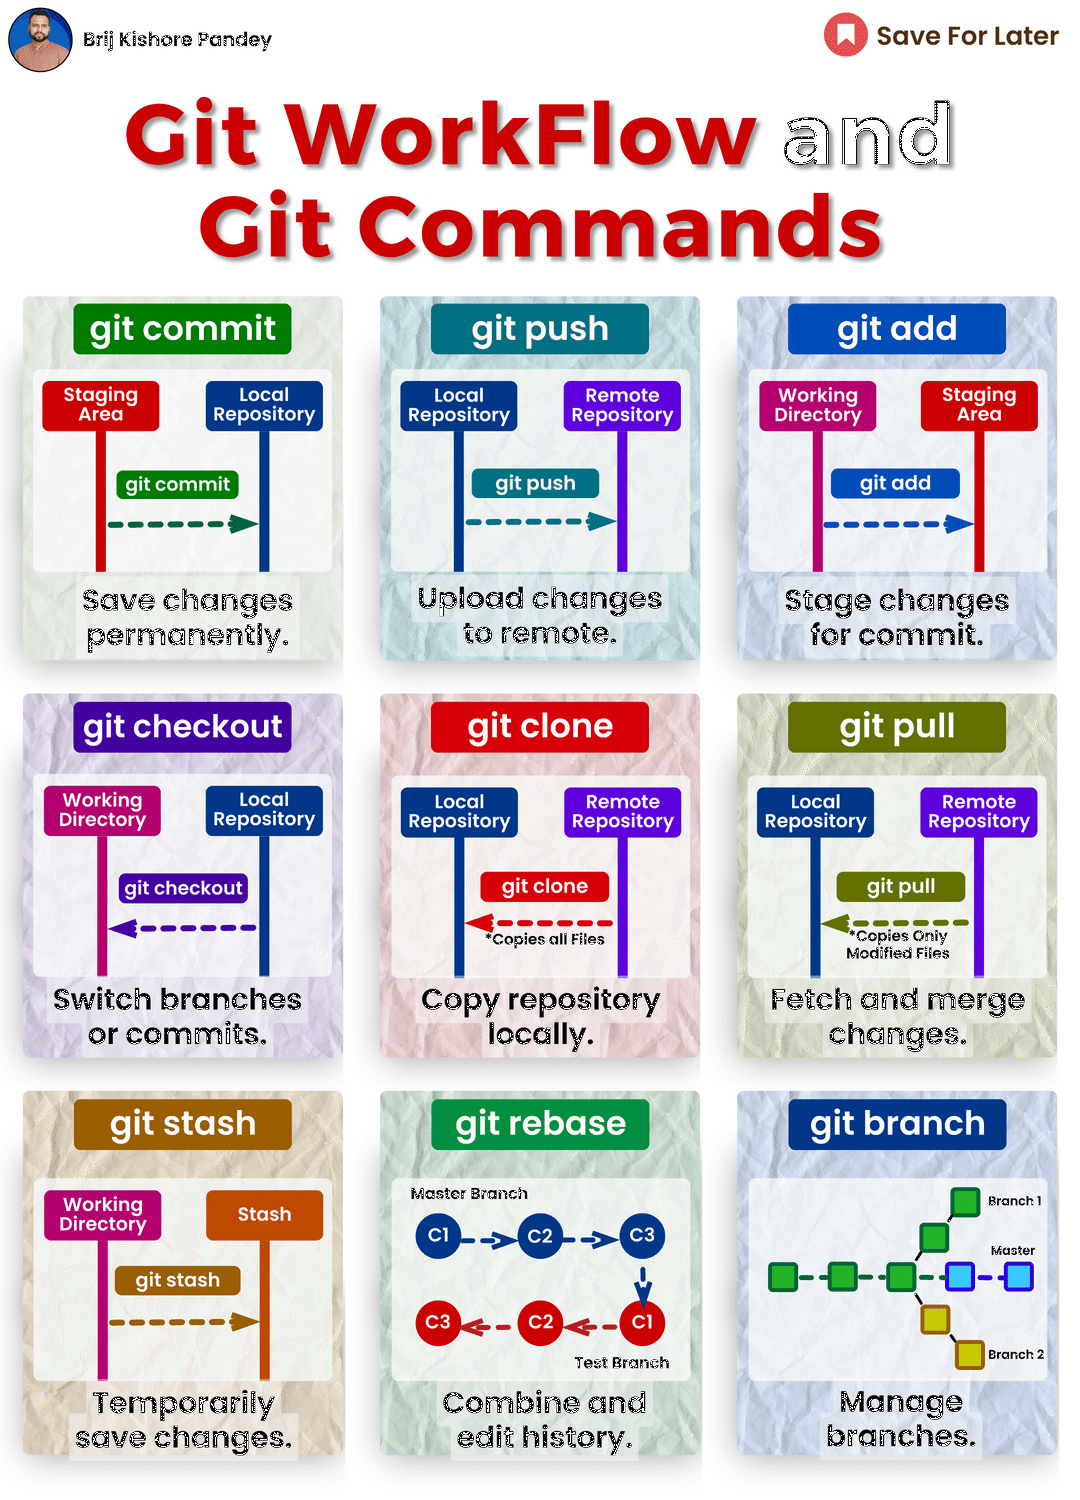 Brij Kishore Pandey
Save For Later
Git WorkFlow and
Git Commands
git commit
Staging
Area
Local
Repository
git commit
Save changes
permanently.
git push
Local
Repository
Remote
Repository
git push
Upload changes
to remote.
git add
Working
Directory
Staging
Area
git add
Stage changes
for commit.
git checkout
Working
Directory
Local
Repository
git checkout
Switch branches
or commits.
git clone
Local
Repository
Remote
Repository
git clone
*Copies all Files
Copy repository
locally.
git pull
Local
Repository
Remote
Repository
git pull
*Copies Only
Modified Files
Fetch and merge
changes.
git stash
Working
Directory
Stash
git stash
Temporarily
save changes.
git rebase
Master Branch
C1 C2 C3
C3 C2 C1
Test Branch
Combine and
edit history.
git branch
Branch 1
Master
Branch 2
Manage
branches.